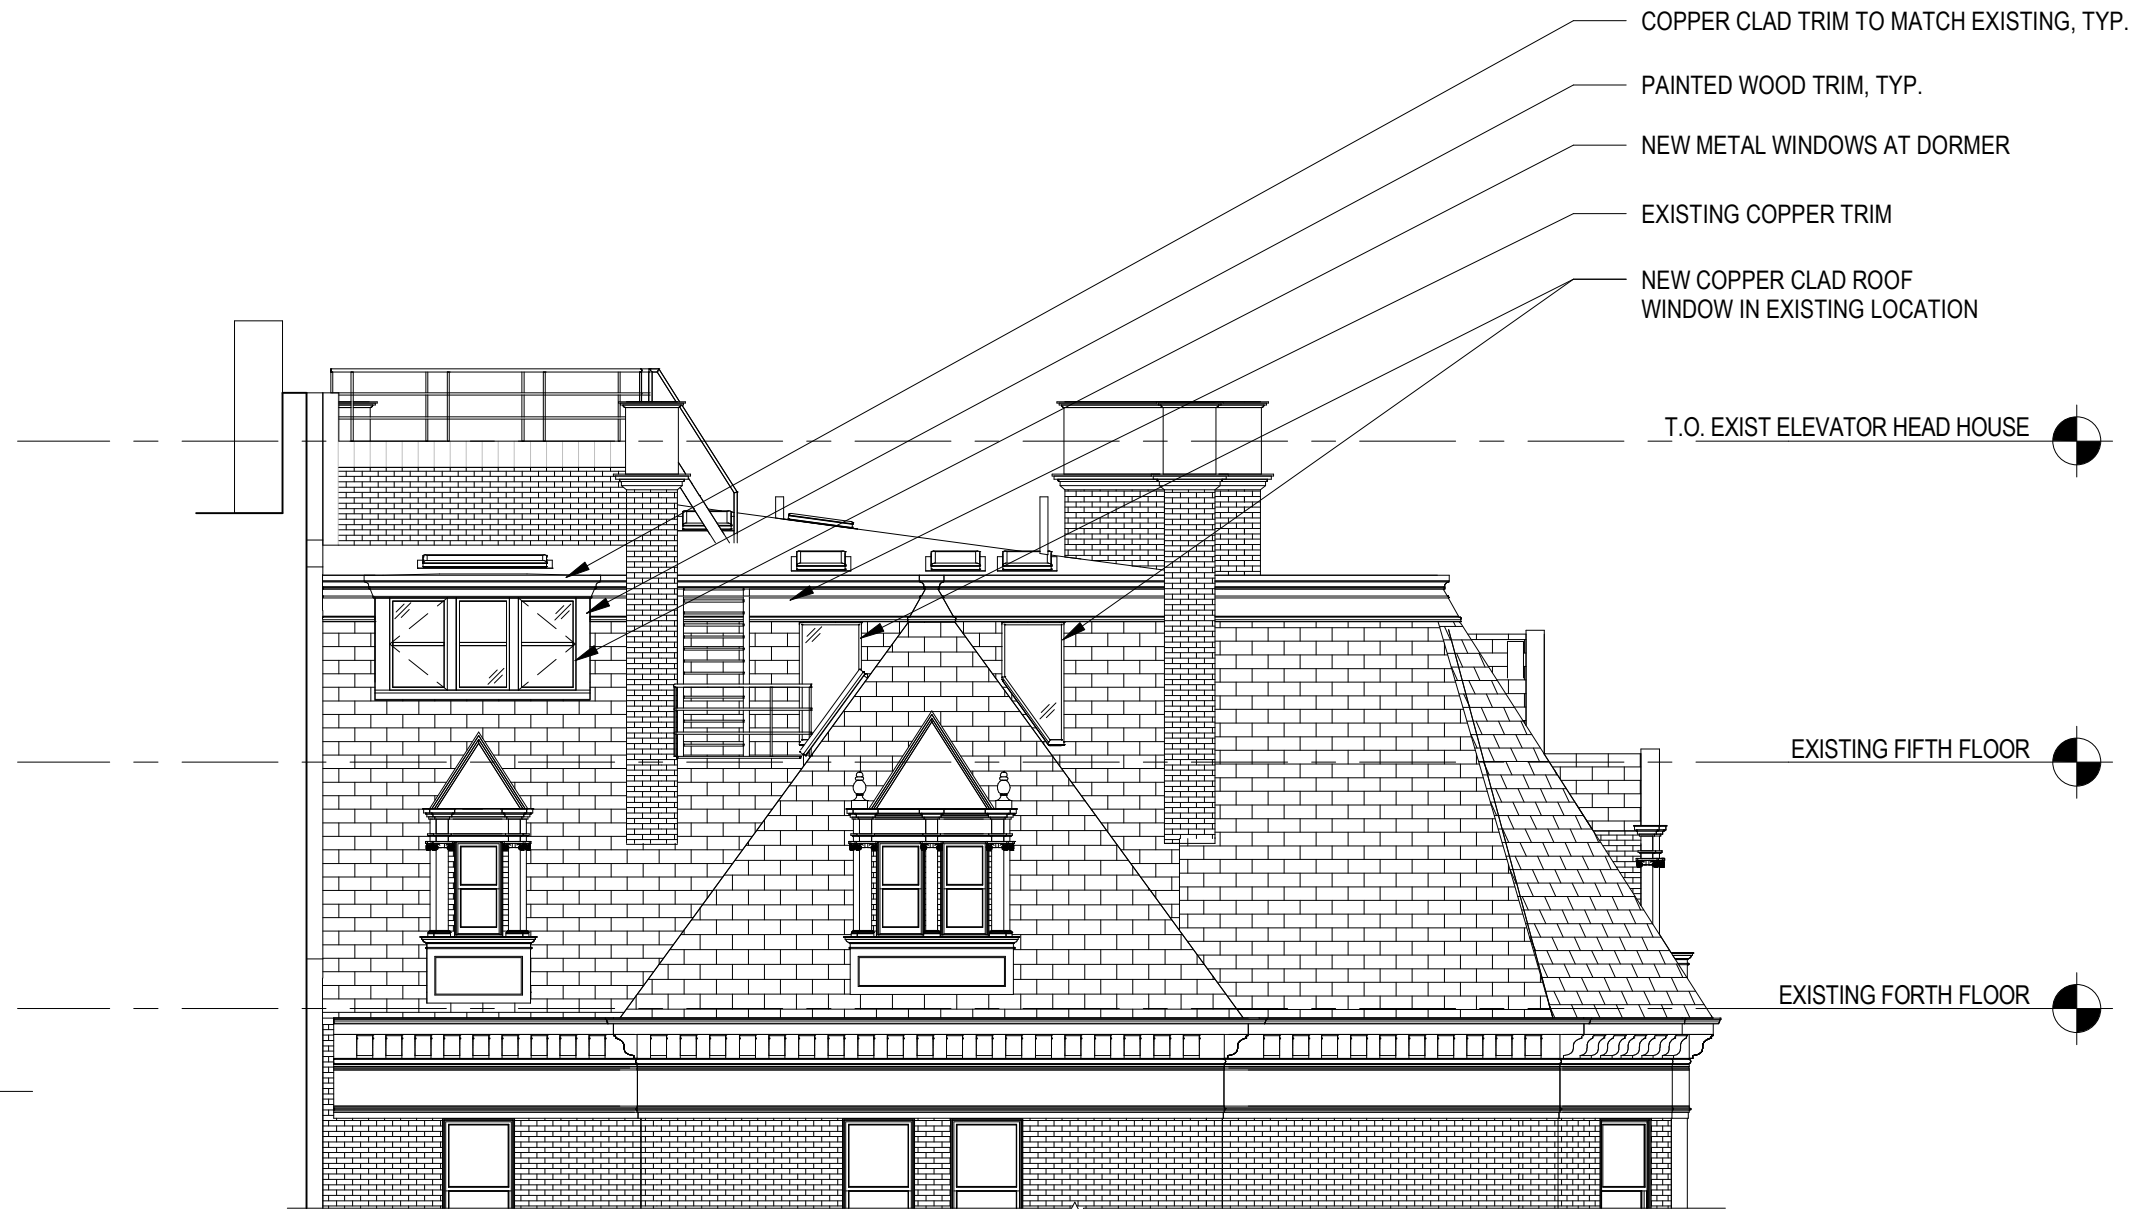 COPPER CLAD TRIM TO MATCH EXISTING, TYP.
PAINTED WOOD TRIM, TYP.
NEW METAL WINDOWS AT DORMER
EXISTING COPPER TRIM
NEW COPPER CLAD ROOF
WINDOW IN EXISTING LOCATION
T.O. EXIST ELEVATOR HEAD HOUSE
EXISTING FIFTH FLOOR
EXISTING FORTH FLOOR